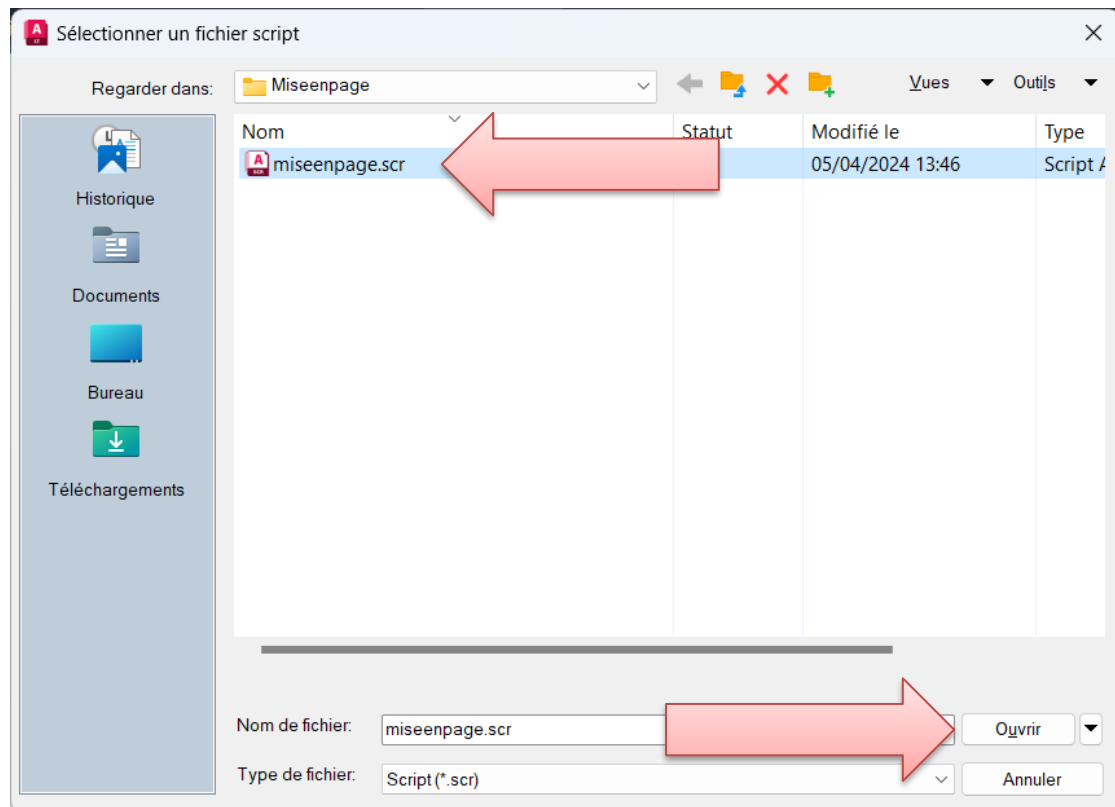 Sélectionner un fichier script
Regarder dans: Miseenpage Vues Outils
Nom Statut Modifié le Type
miseenpage.scr 05/04/2024 13:46 Script A
Historique
Documents
Bureau
Téléchargements
Nom de fichier: miseenpage.scr Ouvrir
Type de fichier: Script (*.scr) Annuler